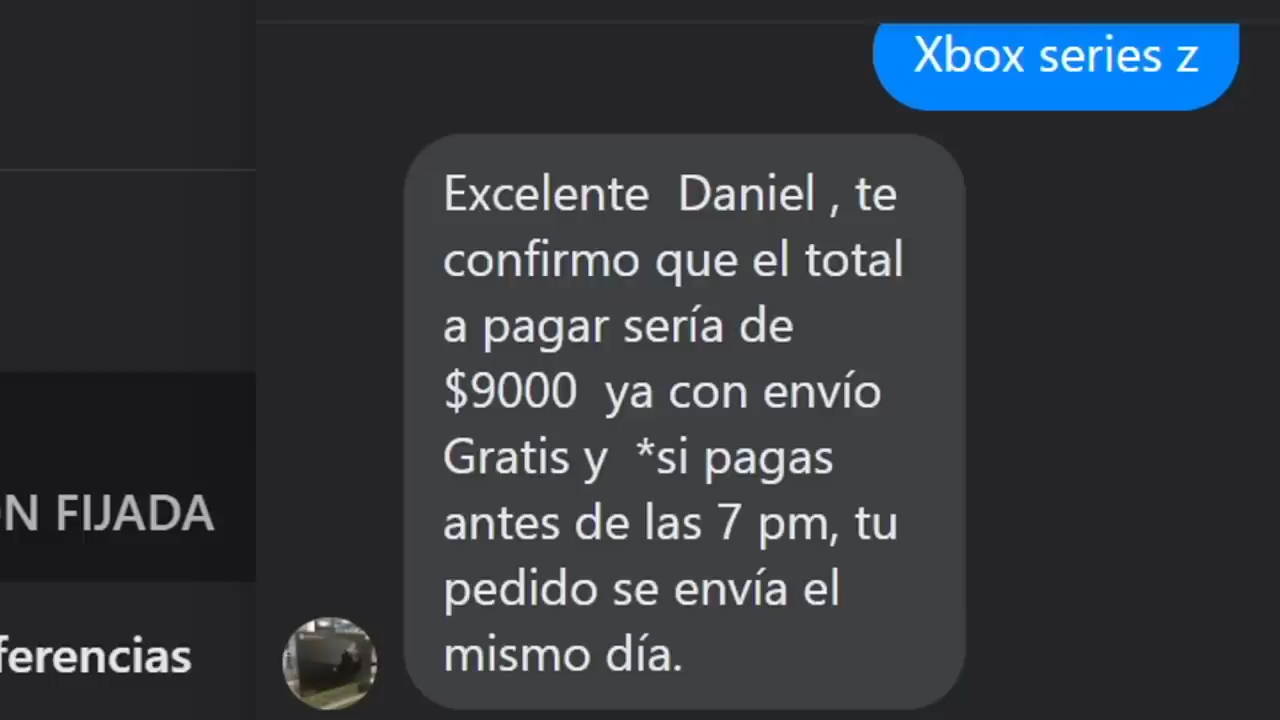 Xbox series z
Excelente  Daniel , te
confirmo que el total
a pagar sería de
$9000  ya con envío
Gratis y  *si pagas
antes de las 7 pm, tu
pedido se envía el
mismo día.
N FIJADA
ferencias